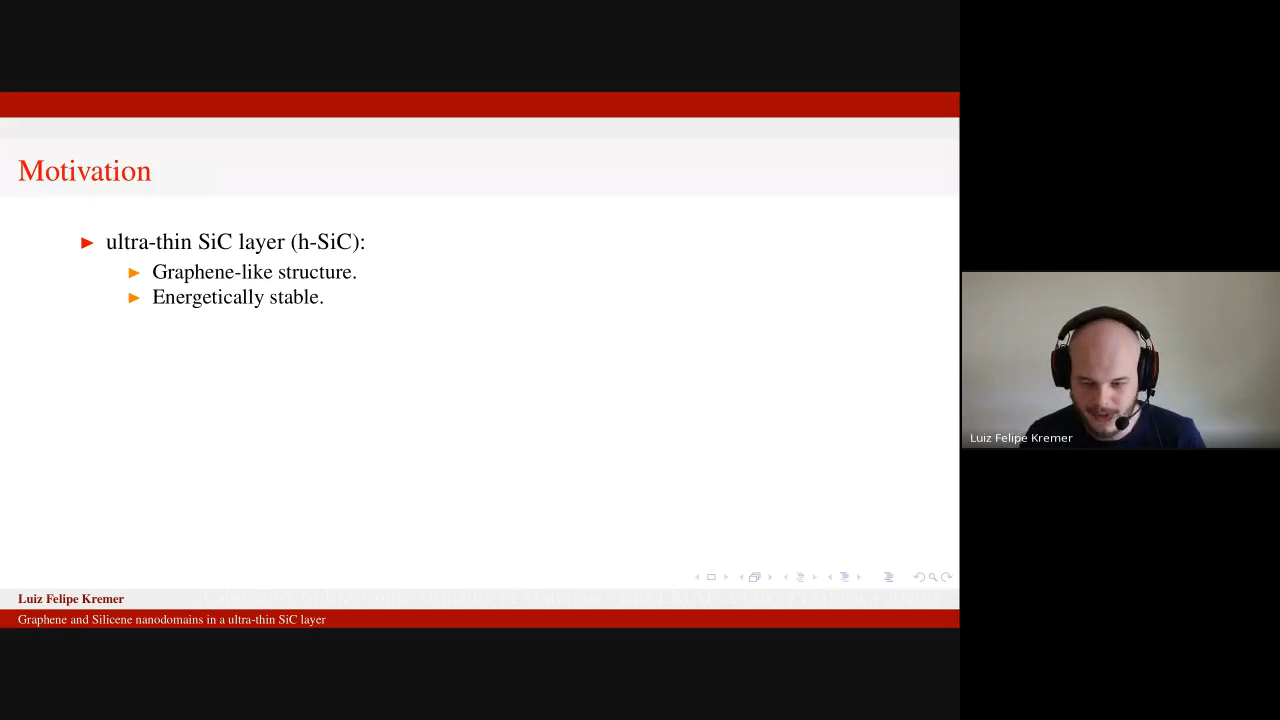 Motivation
► ultra-thin SiC layer (h-SiC):
► Graphene-like structure.
► Energetically stable.
Luiz Felipe Kremer
Luiz Felipe Kremer
Graphene and Silicene nanodomains in a ultra-thin SiC layer